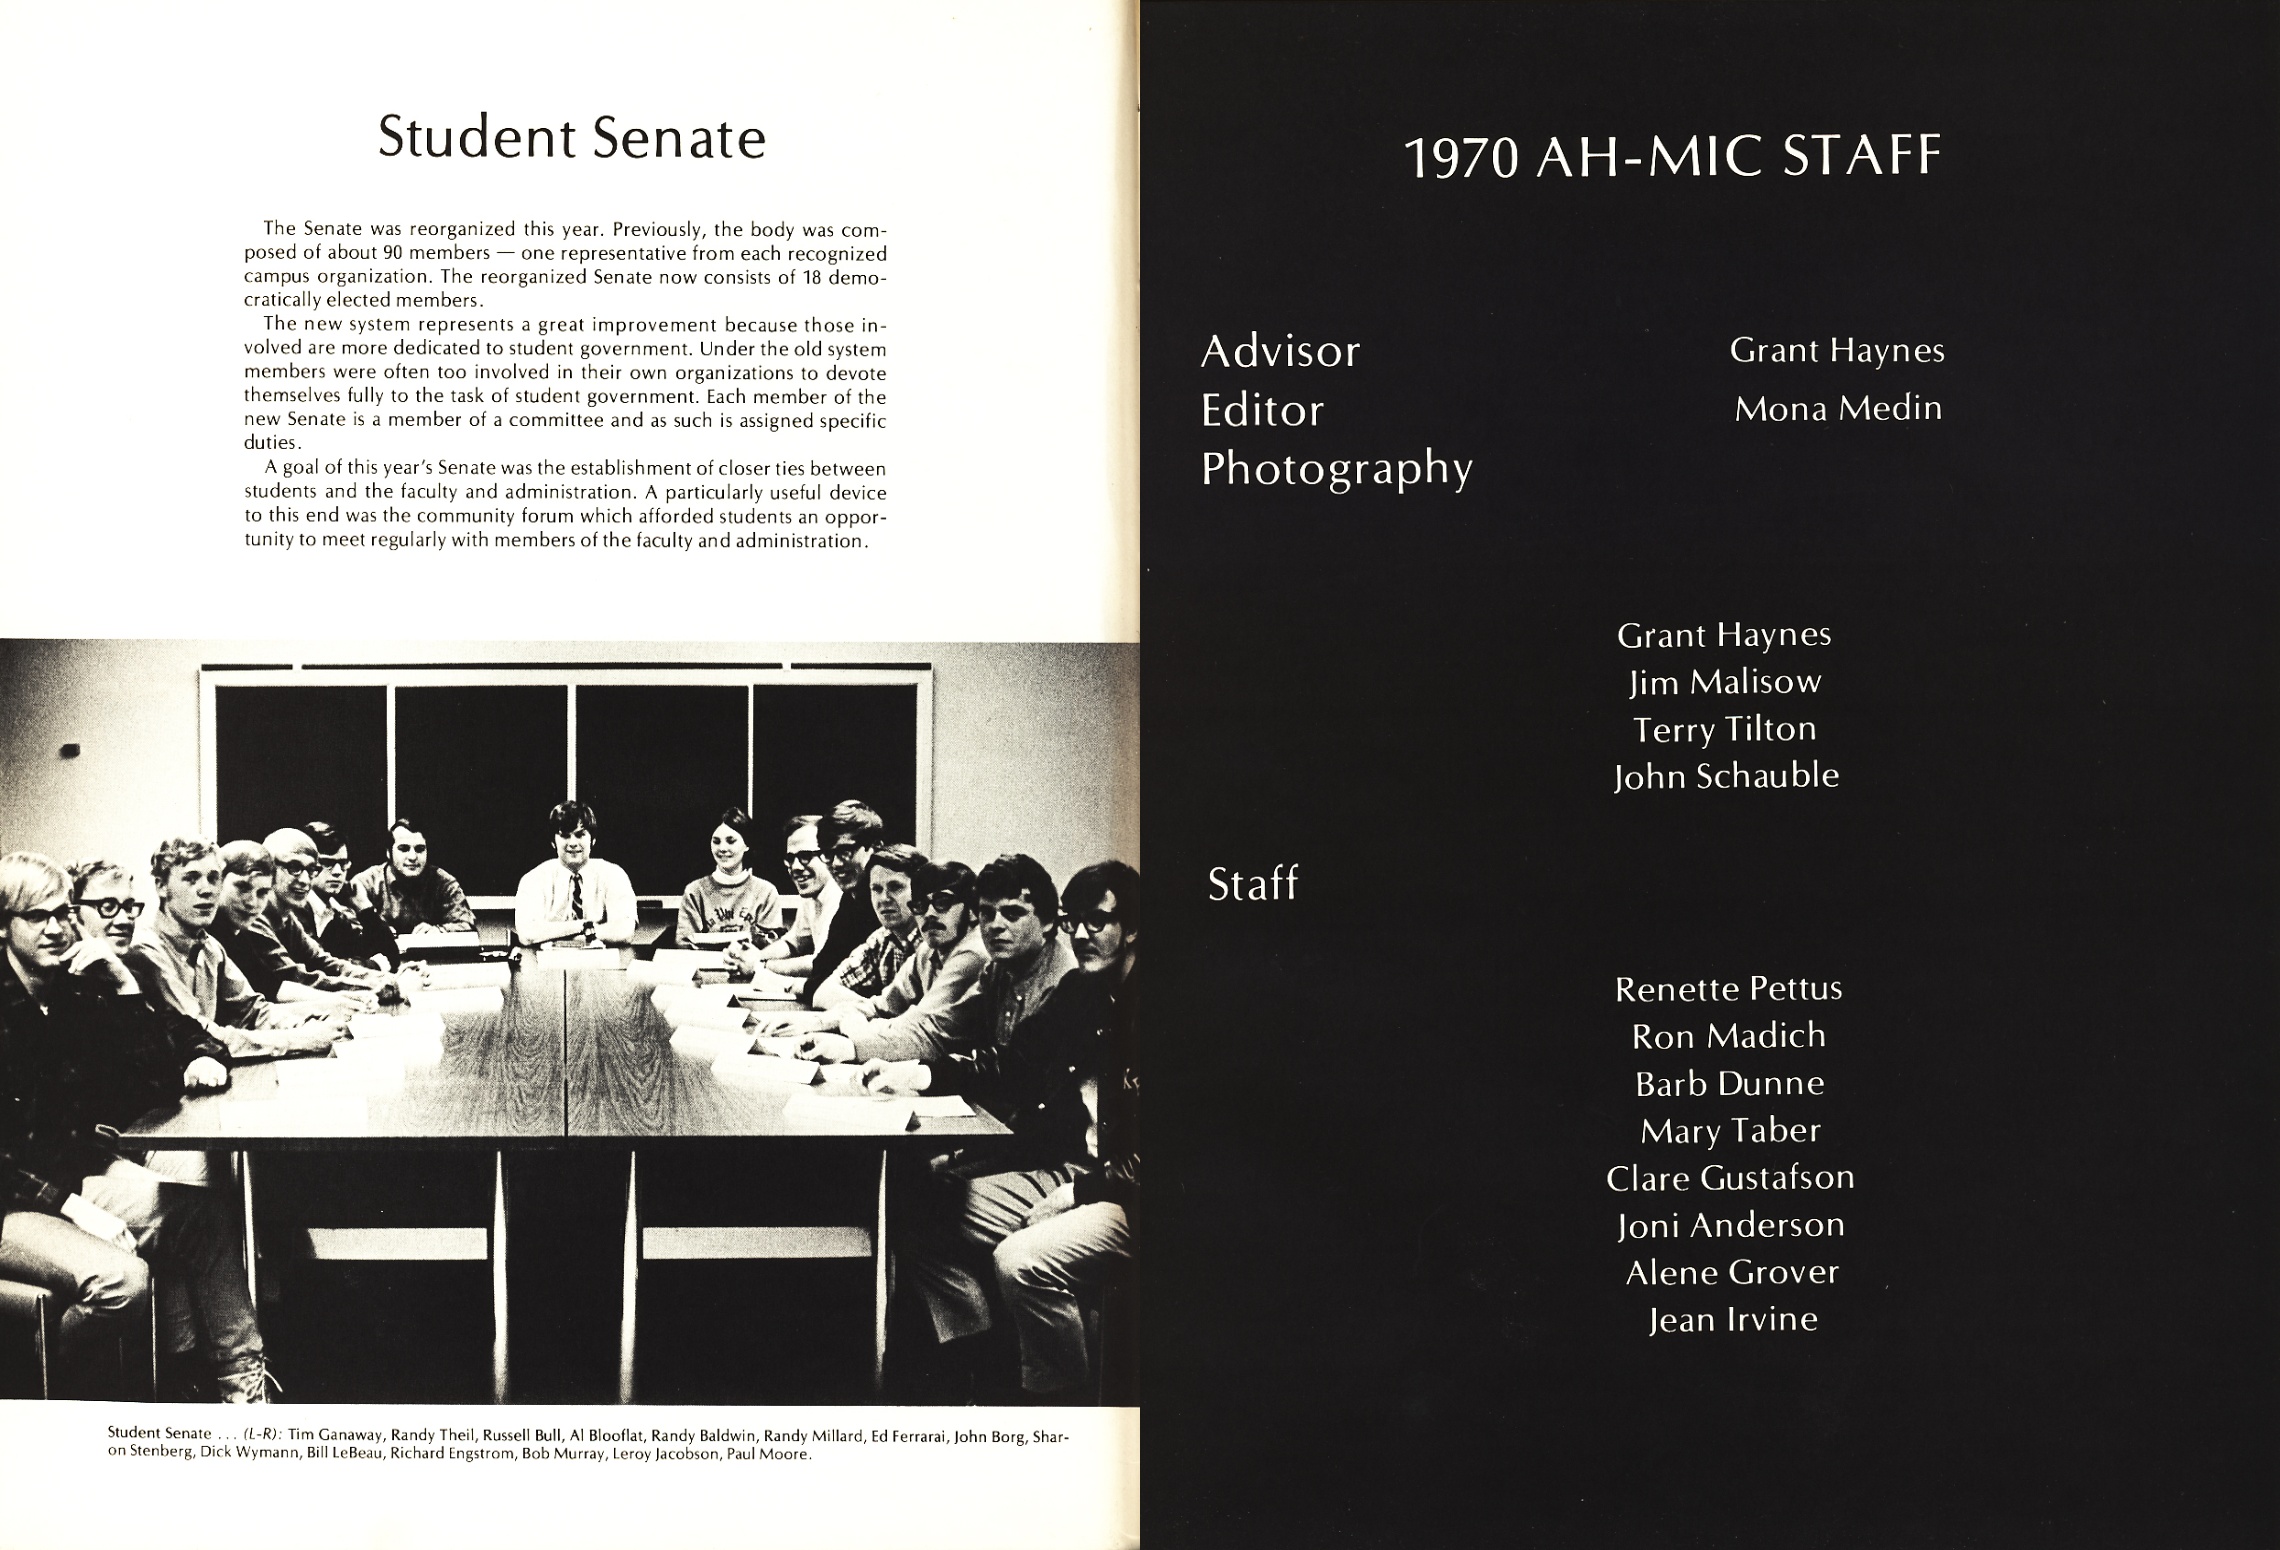 Student Senate
The Senate was reorganized this year. Previously, the body was com-
posed of about 90 members — one representative from each recognized
campus organization. The reorganized Senate now consists of 18 demo-
cratically elected members.
The new system represents a great improvement because those in-
volved are more dedicated to student government. Under the old system
members were often too involved in their own organizations to devote
themselves fully to the task of student government. Each member of the
new Senate is a member of a committee and as such is assigned specific
duties.
A goal of this year's Senate was the establishment of closer ties between
students and the faculty and administration. A particularly useful device
to this end was the community forum which afforded students an oppor-
tunity to meet regularly with members of the faculty and administration.
Student Senate . . . (L-R): Tim Ganaway, Randy Theil, Russell Bull, Al Blooflat, Randy Baldwin, Randy Millard, Ed Ferrarai, John Borg, Shar-
on Stenberg, Dick Wymann, Bill LeBeau, Richard Engstrom, Bob Murray, Leroy Jacobson, Paul Moore.
1970 AH-MIC STAFF
Advisor Grant Haynes
Editor Mona Medin
Photography
Grant Haynes
Jim Malisow
Terry Tilton
John Schauble
Staff
Renette Pettus
Ron Madich
Barb Dunne
Mary Taber
Clare Gustafson
Joni Anderson
Alene Grover
Jean Irvine